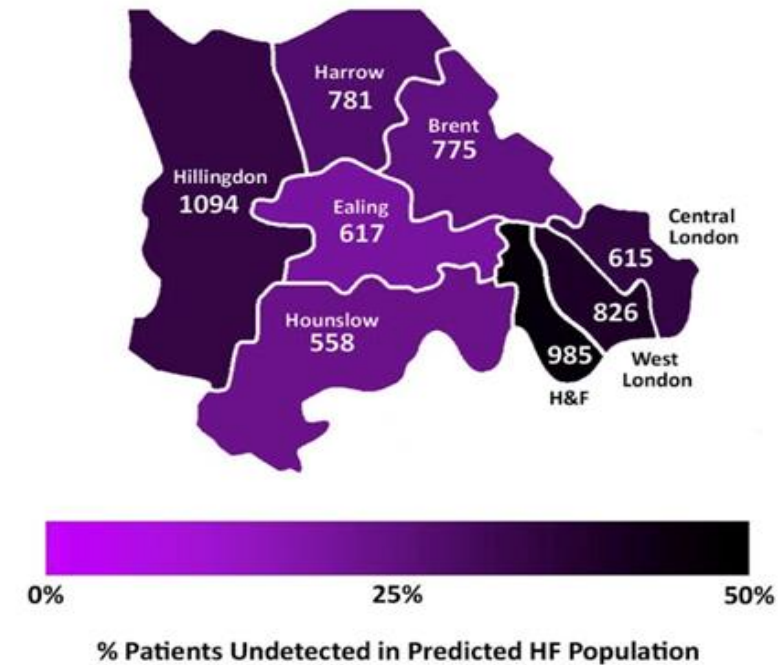 Harrow
781
Brent
775
Hillingdon
1094
Ealing
617
Central
London
615
Hounslow
558
826
985
West
London
H&F
0%
25%
50%
% Patients Undetected in Predicted HF Population